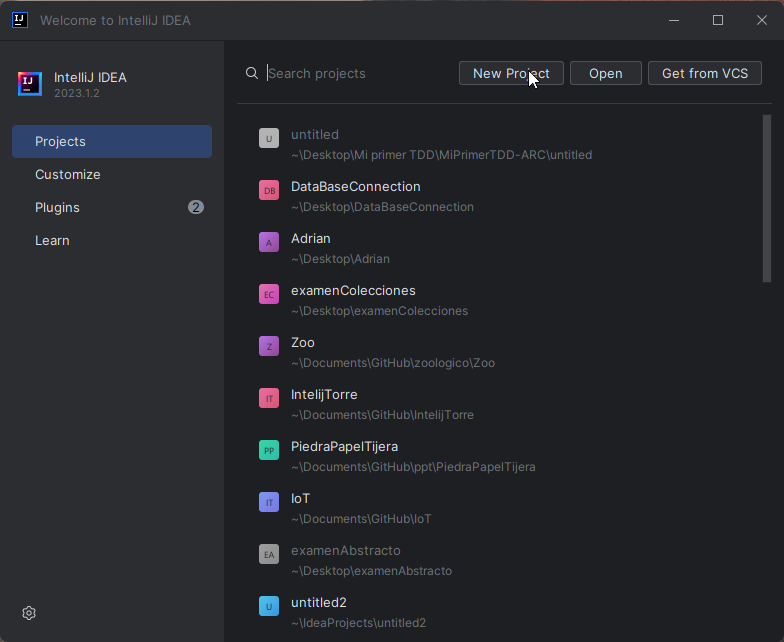 IJ Welcome to IntelliJ IDEA
IJ IntelliJ IDEA
2023.1.2
Projects
Customize
Plugins 2
Learn
Search projects New Project Open Get from VCS
U untitled
~\Desktop\Mi primer TDD\MiPrimerTDD-ARC\untitled
DB DataBaseConnection
~\Desktop\DataBaseConnection
A Adrian
~\Desktop\Adrian
EC examenColecciones
~\Desktop\examenColecciones
Z Zoo
~\Documents\GitHub\zoologico\Zoo
IT IntelijTorre
~\Documents\GitHub\IntelijTorre
PP PiedraPapelTijera
~\Documents\GitHub\ppt\PiedraPapelTijera
IT IoT
~\Documents\GitHub\IoT
EA examenAbstracto
~\Desktop\examenAbstracto
U untitled2
~\IdeaProjects\untitled2